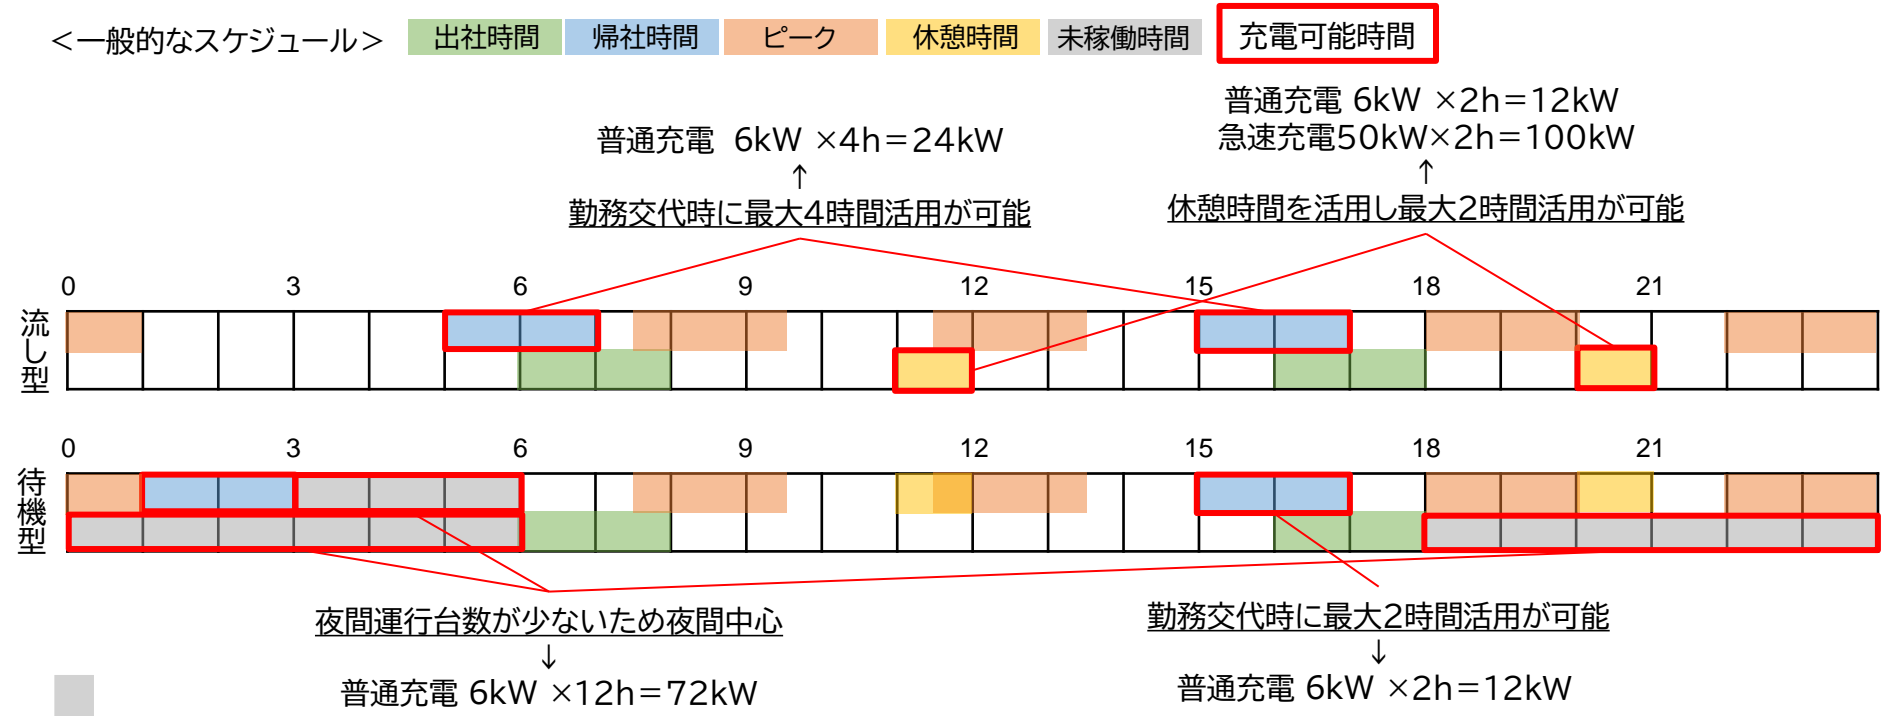 ＜一般的なスケジュール＞ 出社時間 帰社時間 ピーク 休憩時間 未稼働時間 充電可能時間
普通充電 6kW ×4h＝24kW
↑
勤務交代時に最大4時間活用が可能
普通充電 6kW ×2h＝12kW
急速充電50kW×2h＝100kW
↑
休憩時間を活用し最大2時間活用が可能
0 3 6 9 12 15 18 21
流し型
0 3 6 9 12 15 18 21
待機型
夜間運行台数が少ないため夜間中心
↓
普通充電 6kW ×12h＝72kW
勤務交代時に最大2時間活用が可能
↓
普通充電 6kW ×2h＝12kW